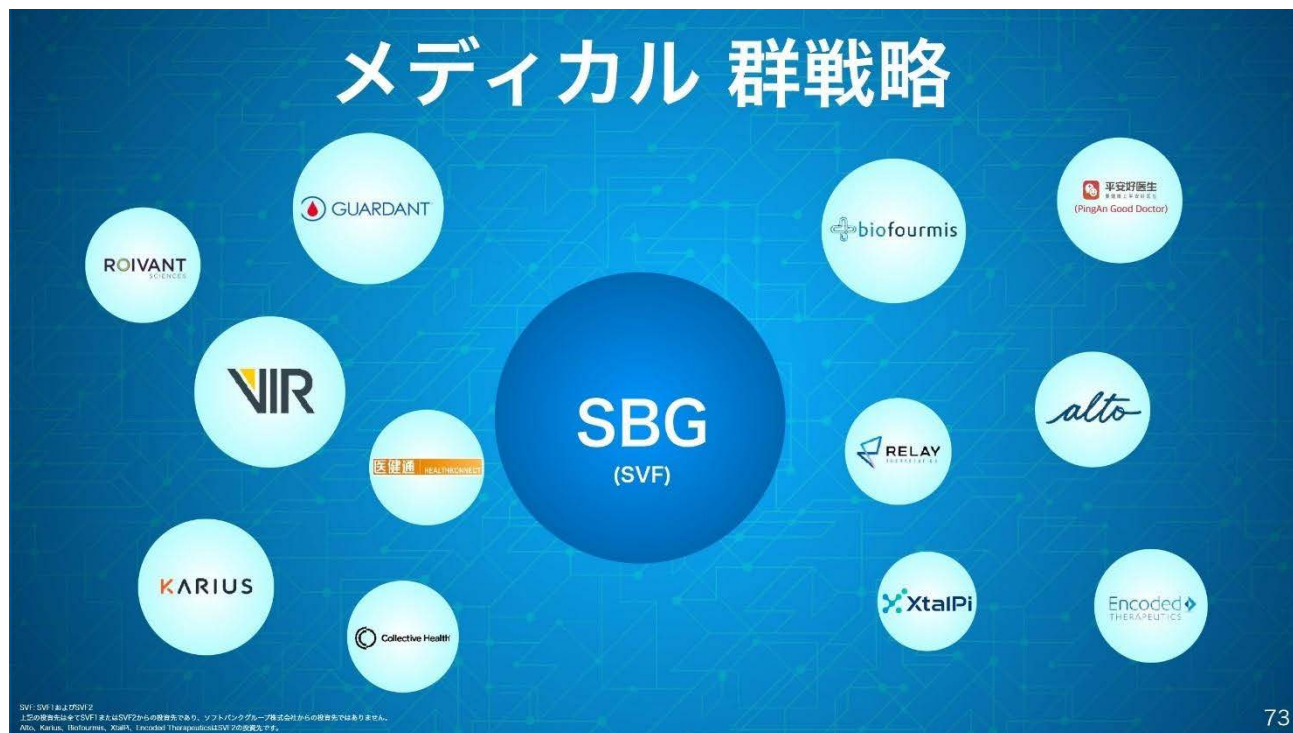 メディカル 群戦略
GUARDANT
ROIVANT
SCIENCES
VIR
医健通 HEALTHKONNECT
KARIUS
Collective Health
SBG
(SVF)
biofourmis
平安好医生
(PingAn Good Doctor)
alto
RELAY
THERAPEUTICS
XtalPi
Encoded
THERAPEUTICS
SVF: SVF1およびSVF2
上記の投資先は全てSVF1またはSVF2からの投資先であり、ソフトバンクグループ株式会社からの投資先ではありません。
Alto、Karius、Biofourmis、XtalPi、Encoded TherapeuticsはSVF2の投資先です。
73